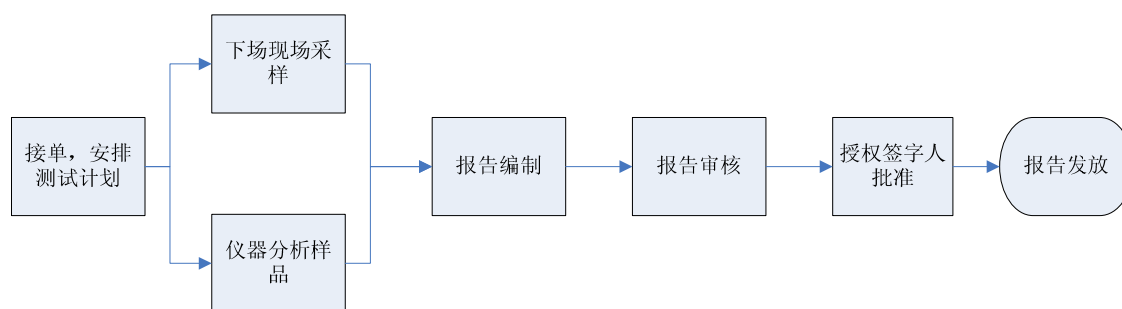 接单，安排
测试计划
下场现场采
样
仪器分析样
品
报告编制
报告审核
授权签字人
批准
报告发放